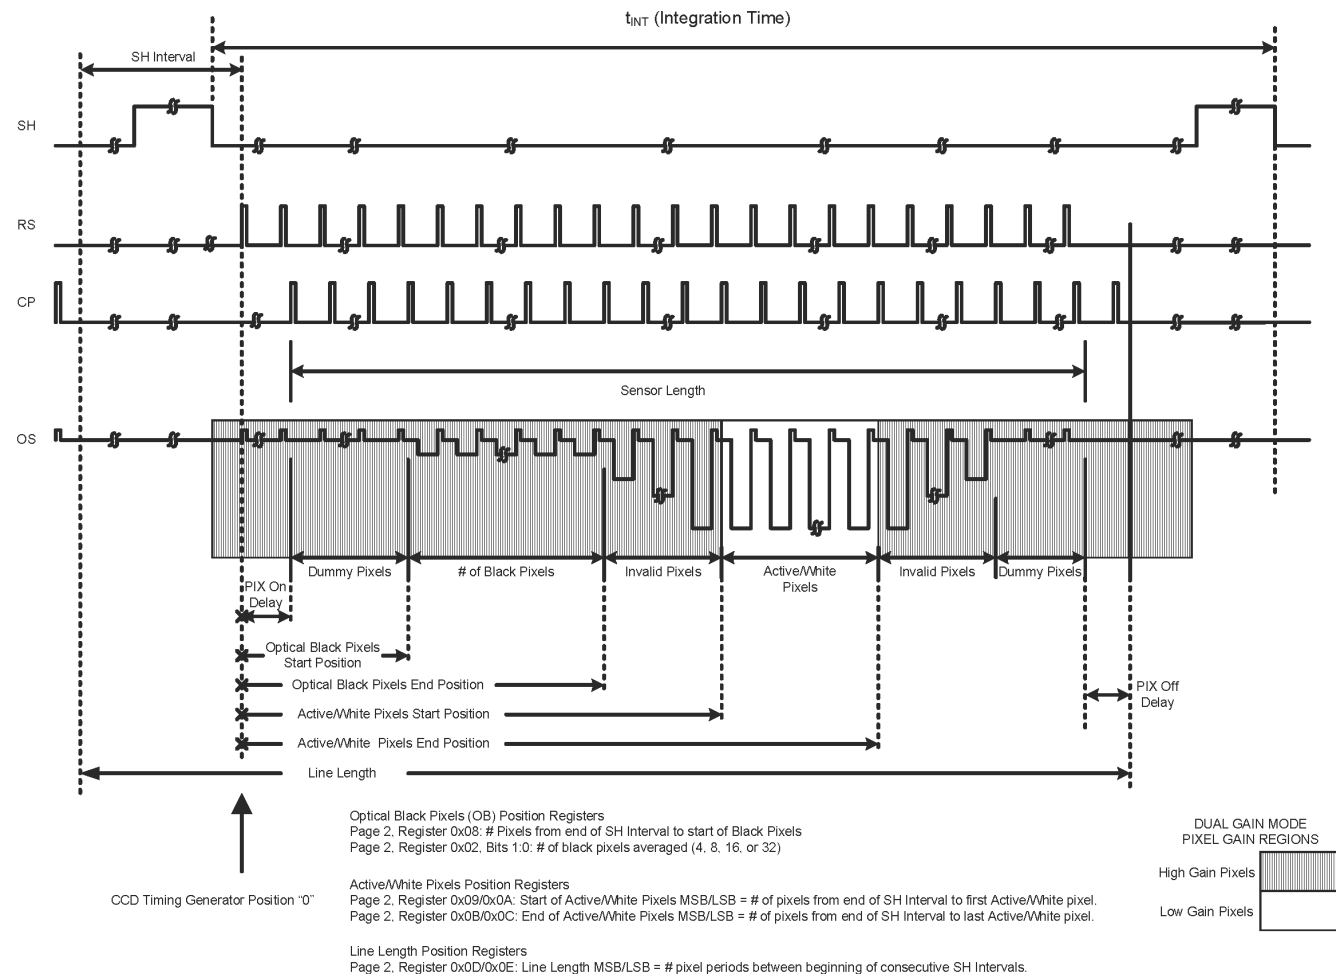 tINT (Integration Time)
SH Interval
SH
RS
CP
Sensor Length
OS
Dummy Pixels
# of Black Pixels
Invalid Pixels
Active/White
Pixels
Invalid Pixels
Dummy Pixels
PIX On
Delay
Optical Black Pixels
Start Position
Optical Black Pixels End Position
PIX Off
Delay
Active/White Pixels Start Position
Active/White Pixels End Position
Line Length
Optical Black Pixels (OB) Position Registers
Page 2, Register 0x08: # Pixels from end of SH Interval to start of Black Pixels
Page 2, Register 0x02, Bits 1:0: # of black pixels averaged (4, 8, 16, or 32)
DUAL GAIN MODE
PIXEL GAIN REGIONS
High Gain Pixels
Low Gain Pixels
CCD Timing Generator Position “0”
Active/White Pixels Position Registers
Page 2, Register 0x09/0x0A: Start of Active/White Pixels MSB/LSB = # of pixels from end of SH Interval to first Active/White pixel.
Page 2, Register 0x0B/0x0C: End of Active/White Pixels MSB/LSB = # of pixels from end of SH Interval to last Active/White pixel.
Line Length Position Registers
Page 2, Register 0x0D/0x0E: Line Length MSB/LSB = # pixel periods between beginning of consecutive SH Intervals.